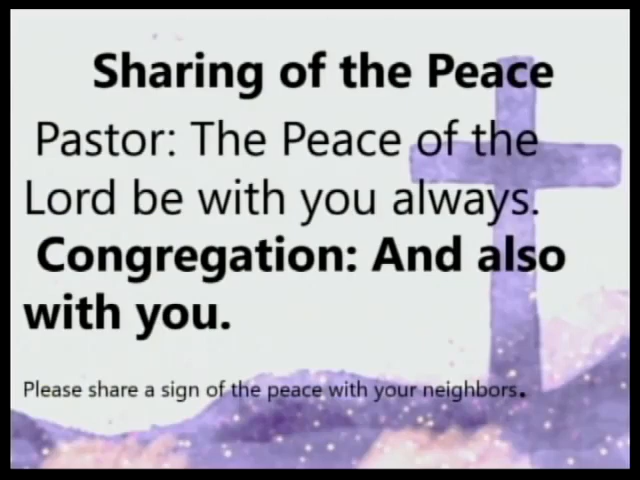 Sharing of the Peace
Pastor: The Peace of the
Lord be with you always.
Congregation: And also
with you.
Please share a sign of the peace with your neighbors.